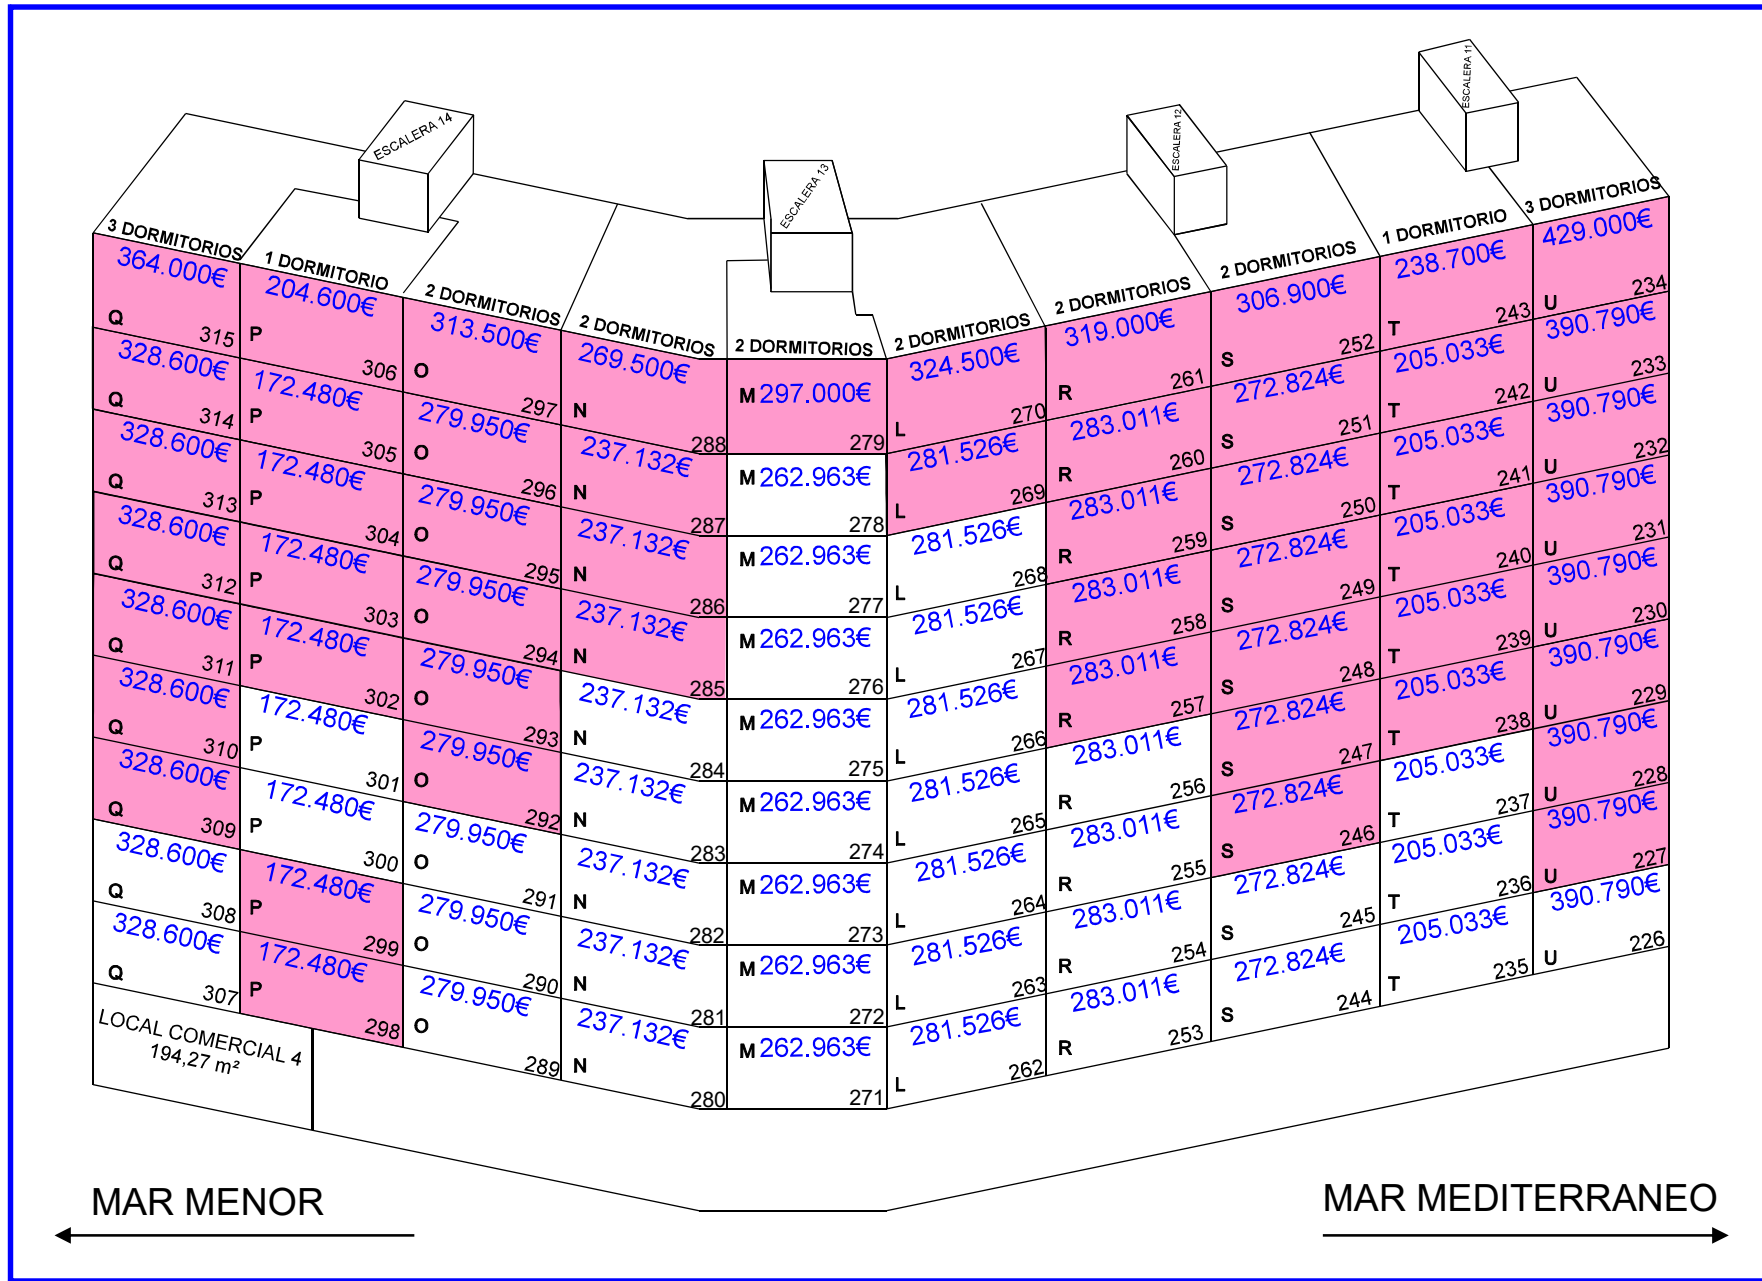 ESCALERA 14
ESCALERA 13
ESCALERA 12
ESCALERA 11
3 DORMITORIOS
364.000€
Q
315
328.600€
Q
314
328.600€
Q
313
328.600€
Q
312
328.600€
Q
311
328.600€
Q
310
328.600€
Q
309
328.600€
Q
308
328.600€
Q
307
LOCAL COMERCIAL 4
194,27 m²
1 DORMITORIO
204.600€
P
306
172.480€
P
305
172.480€
P
304
172.480€
P
303
172.480€
P
302
172.480€
P
301
172.480€
P
300
172.480€
P
299
172.480€
P
298
2 DORMITORIOS
313.500€
O
297
279.950€
O
296
279.950€
O
295
279.950€
O
294
279.950€
O
293
279.950€
O
292
279.950€
O
291
279.950€
O
290
279.950€
O
289
2 DORMITORIOS
269.500€
N
288
237.132€
N
287
237.132€
N
286
237.132€
N
285
237.132€
N
284
237.132€
N
283
237.132€
N
282
237.132€
N
281
237.132€
N
280
2 DORMITORIOS
M 297.000€
279
M 262.963€
278
M 262.963€
277
M 262.963€
276
M 262.963€
275
M 262.963€
274
M 262.963€
273
M 262.963€
272
M 262.963€
271
2 DORMITORIOS
324.500€
L
270
281.526€
L
269
281.526€
L
268
281.526€
L
267
281.526€
L
266
281.526€
L
265
281.526€
L
264
281.526€
L
263
281.526€
L
262
2 DORMITORIOS
319.000€
R
261
283.011€
R
260
283.011€
R
259
283.011€
R
258
283.011€
R
257
283.011€
R
256
283.011€
R
255
283.011€
R
254
283.011€
R
253
2 DORMITORIOS
306.900€
S
252
272.824€
S
251
272.824€
S
250
272.824€
S
249
272.824€
S
248
272.824€
S
247
272.824€
S
246
272.824€
S
245
272.824€
S
244
1 DORMITORIO
238.700€
T
243
205.033€
T
242
205.033€
T
241
205.033€
T
240
205.033€
T
239
205.033€
T
238
205.033€
T
237
205.033€
T
236
205.033€
T
235
3 DORMITORIOS
429.000€
U
234
390.790€
U
233
390.790€
U
232
390.790€
U
231
390.790€
U
230
390.790€
U
229
390.790€
U
228
390.790€
U
227
390.790€
U
226
MAR MENOR
MAR MEDITERRANEO